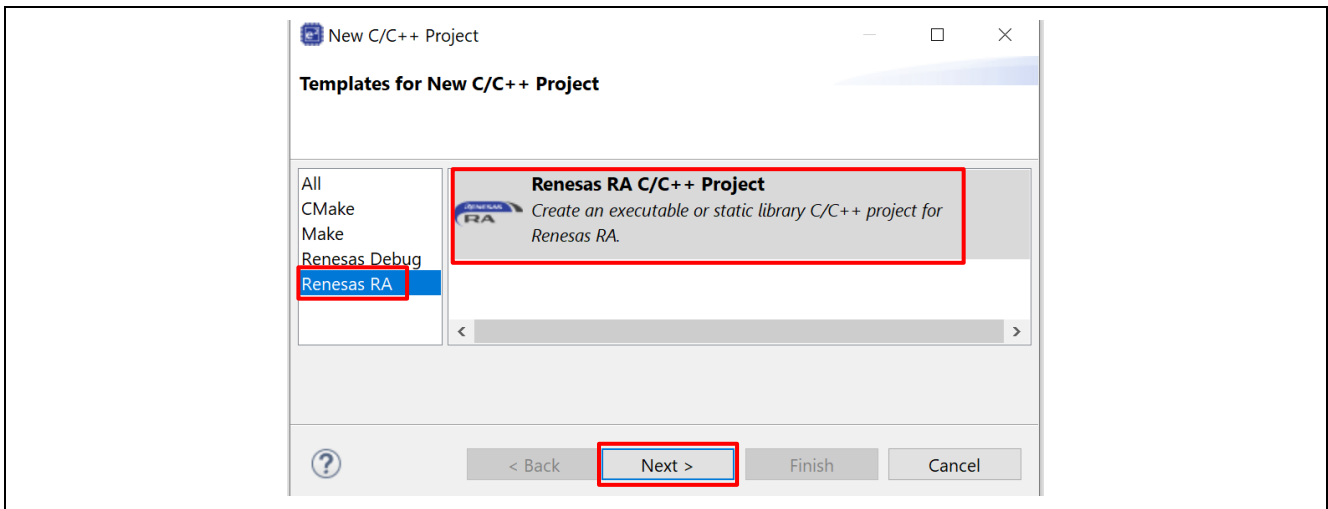 New C/C++ Project
Templates for New C/C++ Project
All
CMake
Make
Renesas Debug
Renesas RA
RENESAS
RA
Renesas RA C/C++ Project
Create an executable or static library C/C++ project for
Renesas RA.
< Back
Next >
Finish
Cancel